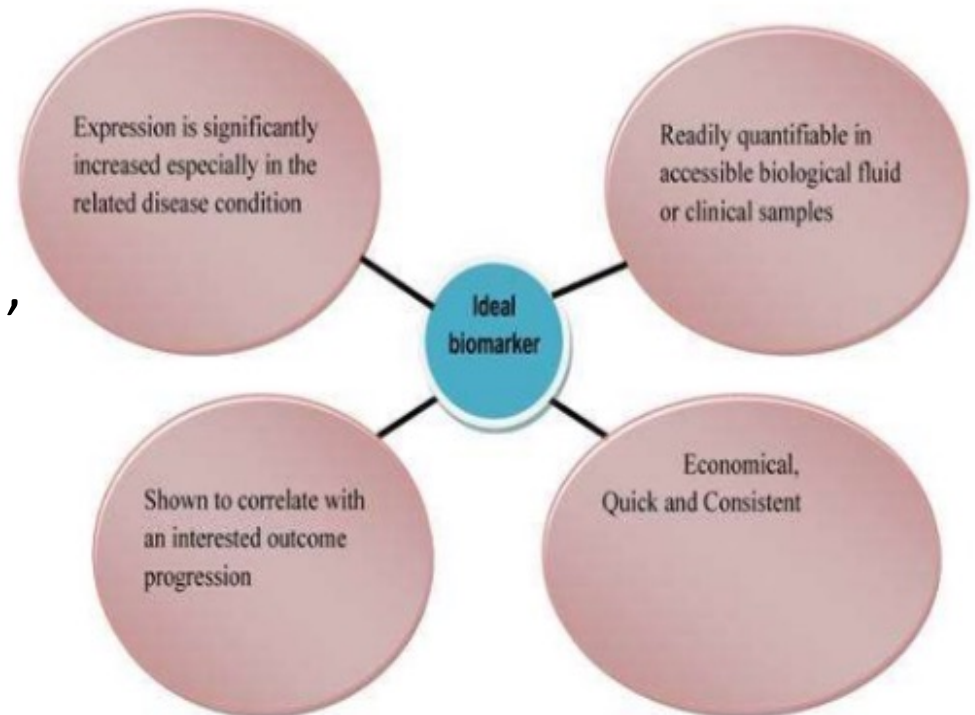 Expression is significantly
increased especially in the
related disease condition
Readily quantifiable in
accessible biological fluid
or clinical samples
,
Ideal
biomarker
Shown to correlate with
an interested outcome
progression
Economical,
Quick and Consistent